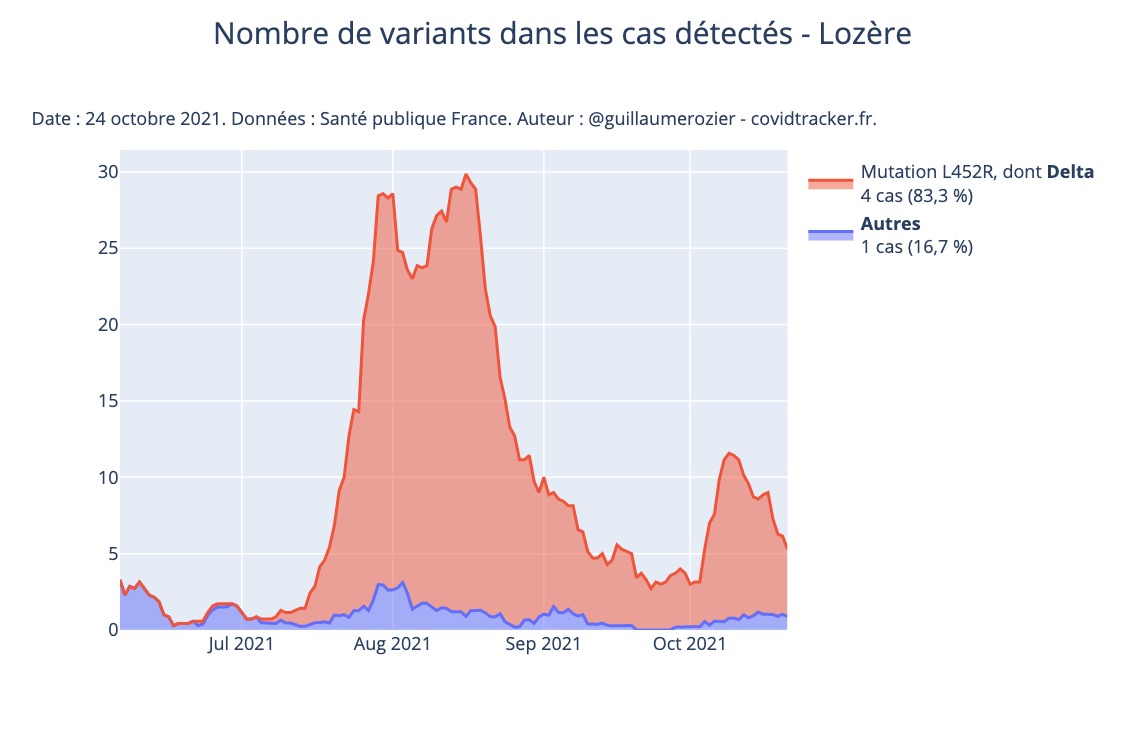 Nombre de variants dans les cas détectés - Lozère
Date : 24 octobre 2021. Données : Santé publique France. Auteur : @guillaumerozier - covidtracker.fr.
30
25
20
15
10
5
0
Jul 2021
Aug 2021
Sep 2021
Oct 2021
Mutation L452R, dont Delta
4 cas (83,3 %)
Autres
1 cas (16,7 %)